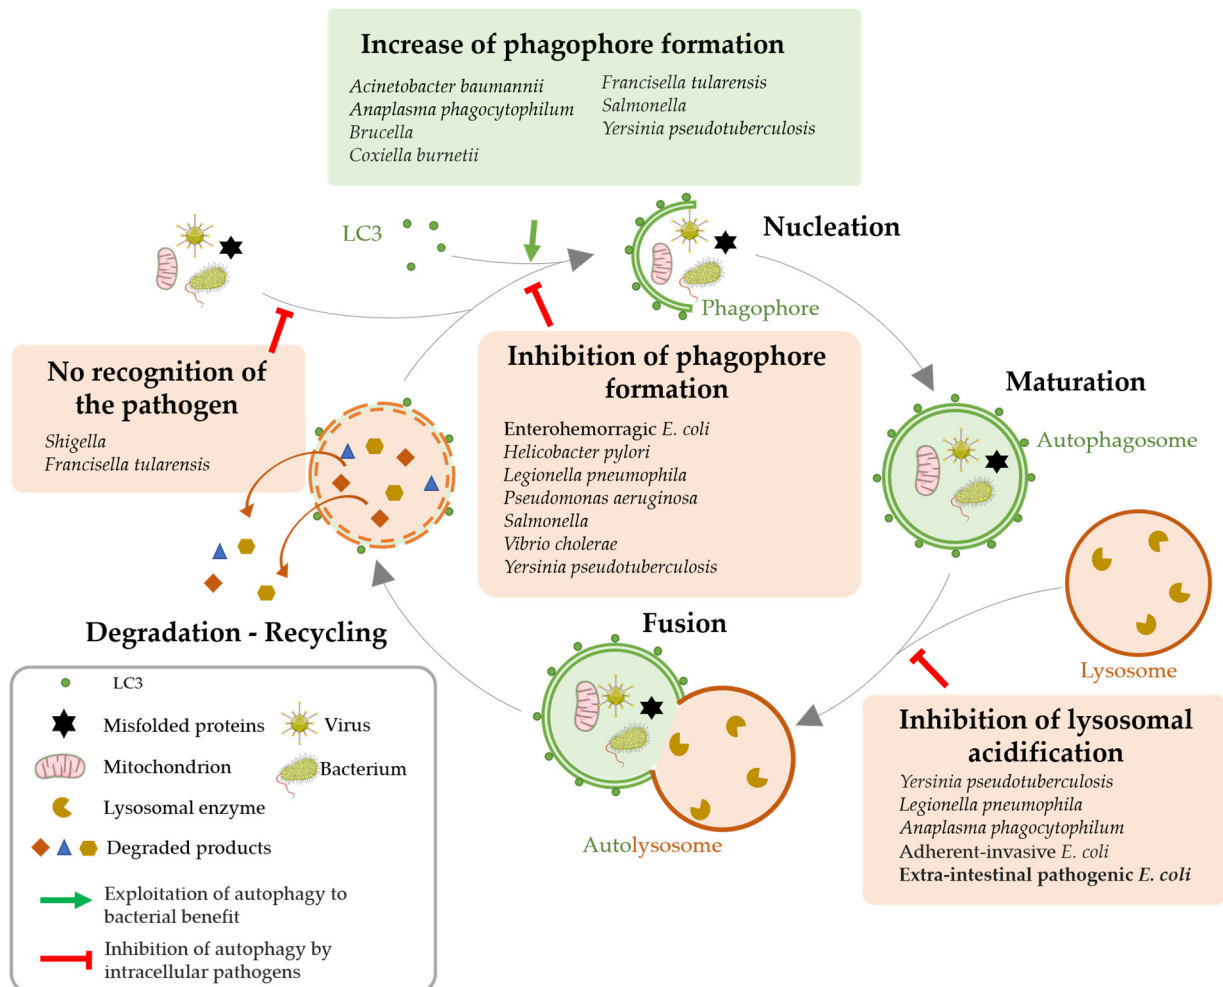 Increase of phagophore formation
Acinetobacter baumannii
Anaplasma phagocytophilum
Brucella
Coxiella burnetii
Francisella tularensis
Salmonella
Yersinia pseudotuberculosis
LC3
Nucleation
Phagophore
No recognition of
the pathogen
Shigella
Francisella tularensis
Inhibition of phagophore
formation
Enterohemorragic E. coli
Helicobacter pylori
Legionella pneumophila
Pseudomonas aeruginosa
Salmonella
Vibrio cholerae
Yersinia pseudotuberculosis
Maturation
Autophagosome
Lysosome
Fusion
Autolysosome
Inhibition of lysosomal
acidification
Yersinia pseudotuberculosis
Legionella pneumophila
Anaplasma phagocytophilum
Adherent-invasive E. coli
Extra-intestinal pathogenic E. coli
Degradation - Recycling
LC3
Misfolded proteins
Virus
Mitochondrion
Bacterium
Lysosomal enzyme
Degraded products
Exploitation of autophagy to
bacterial benefit
Inhibition of autophagy by
intracellular pathogens